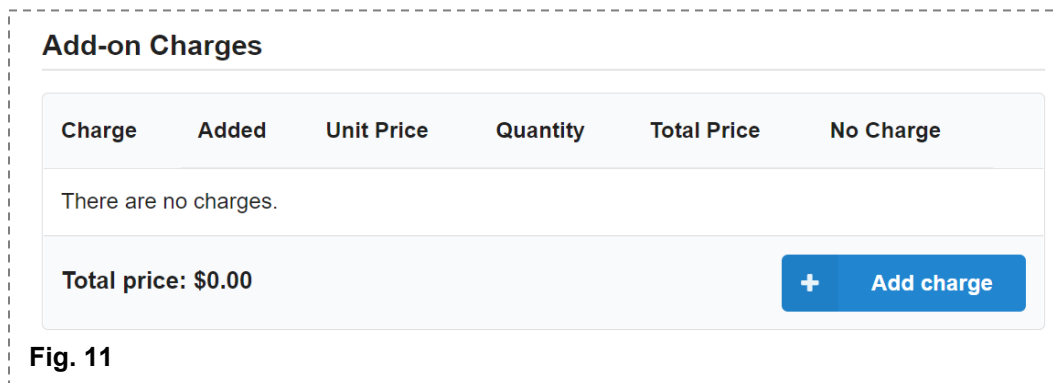 Add-on Charges
Charge Added Unit Price Quantity Total Price No Charge
There are no charges.
Total price: $0.00 + Add charge
Fig. 11